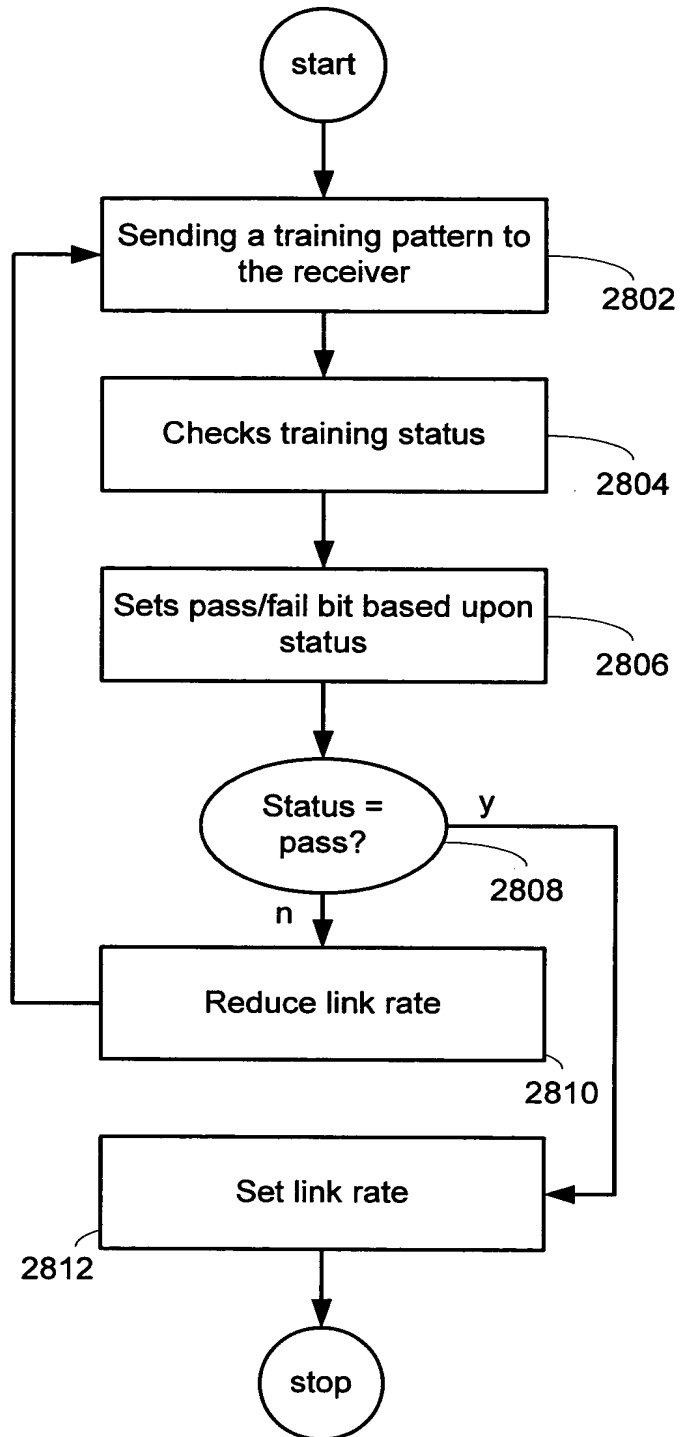 start
Sending a training pattern to
the receiver
2802
Checks training status
2804
Sets pass/fail bit based upon
status
2806
Status =
pass?
y
2808
n
Reduce link rate
2810
Set link rate
2812
stop